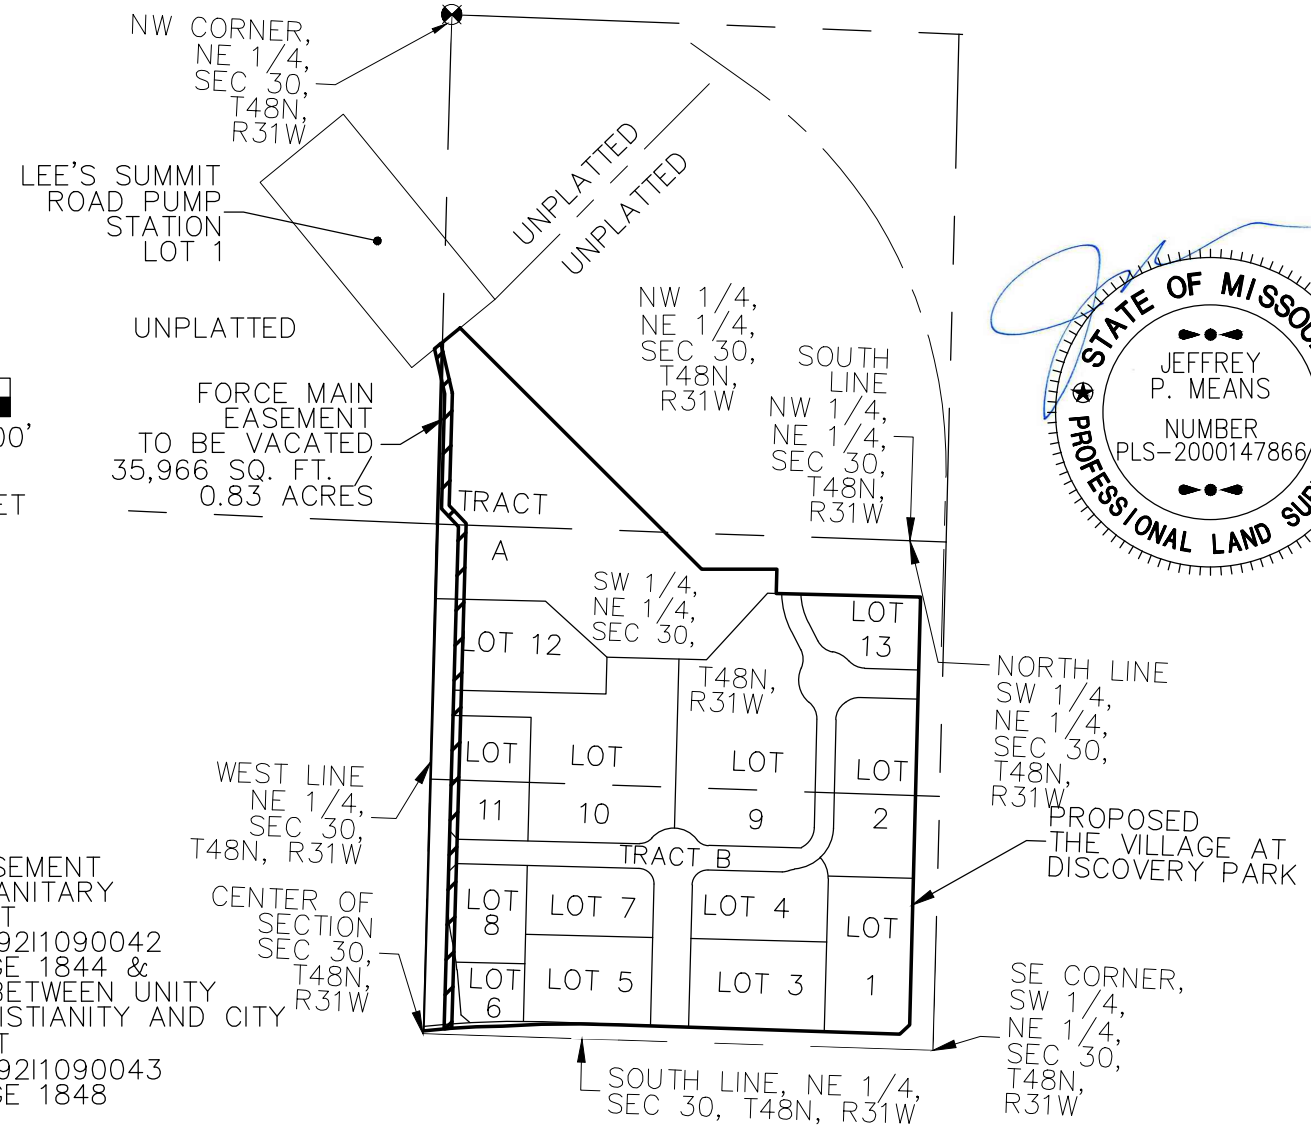 NW CORNER,
NE 1/4,
SEC 30,
T48N,
R31W
LEE'S SUMMIT
ROAD PUMP
STATION
LOT 1
UNPLATTED
UNPLATTED
UNPLATTED
NW 1/4,
NE 1/4,
SEC 30,
T48N,
R31W
SOUTH
LINE
NW 1/4,
NE 1/4,
SEC 30,
T48N,
R31W
STATE OF
JEFFREY
P. MEANS
NUMBER
PLS-2000147866
PROFESSIONAL LAND
FORCE MAIN
EASEMENT
TO BE VACATED
35,966 SQ. FT. /
0.83 ACRES
TRACT
A
SW 1/4,
NE 1/4,
SEC 30,
T48N,
R31W
LOT
13
LOT 12
NORTH LINE
SW 1/4,
NE 1/4,
SEC 30,
T48N,
R31W
LOT
11
LOT
10
LOT
9
LOT
2
WEST LINE
NE 1/4,
SEC 30,
T48N, R31W
PROPOSED
THE VILLAGE AT
DISCOVERY PARK
TRACT B
CENTER OF
SECTION
SEC 30,
T48N,
R31W
LOT
8
LOT 7
LOT 4
LOT
1
LOT
6
LOT 5
LOT 3
92I1090042
1844 &
BETWEEN UNITY
AND CITY
92I1090043
1848
SE CORNER,
SW 1/4,
NE 1/4,
SEC 30,
T48N,
R31W
SOUTH LINE, NE 1/4,
SEC 30, T48N, R31W